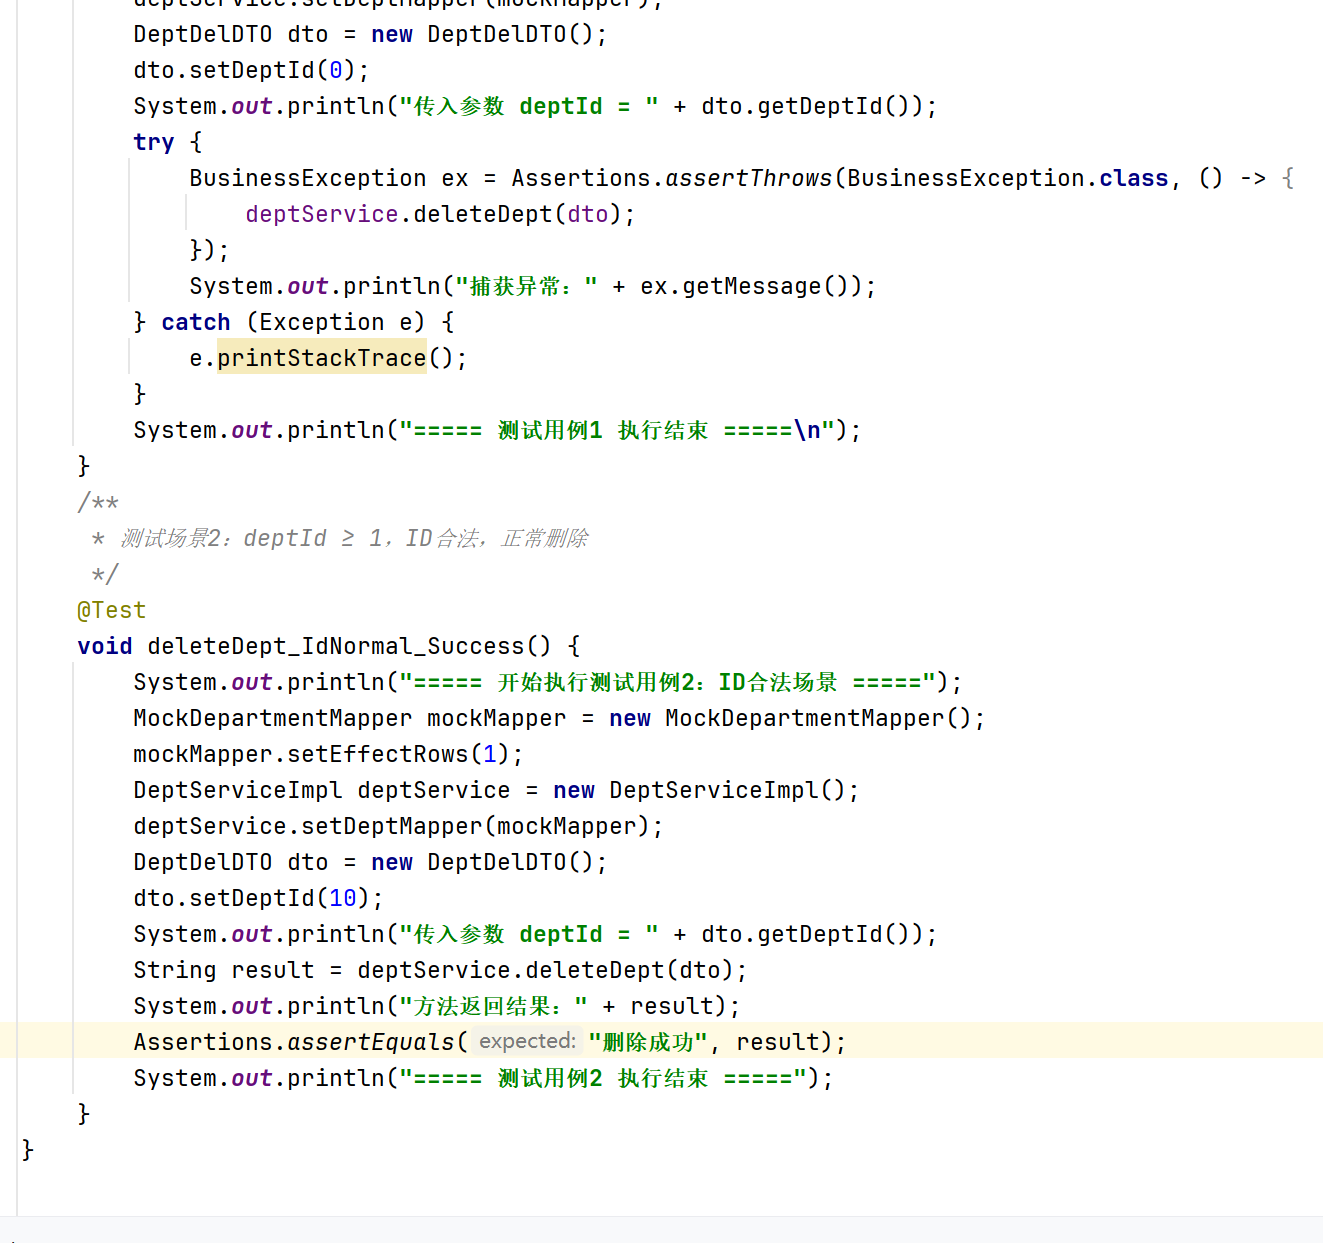 deptService.setDeptMapper(mockMapper);
DeptDelDTO dto = new DeptDelDTO();
dto.setDeptId(0);
System.out.println("传入参数 deptId = " + dto.getDeptId());
try {
BusinessException ex = Assertions.assertThrows(BusinessException.class, () -> {
deptService.deleteDept(dto);
});
System.out.println("捕获异常：" + ex.getMessage());
} catch (Exception e) {
e.printStackTrace();
}
System.out.println("===== 测试用例1 执行结束 =====\n");
}
/**
* 测试场景2：deptId ≥ 1，ID合法，正常删除
*/
@Test
void deleteDept_IdNormal_Success() {
System.out.println("===== 开始执行测试用例2：ID合法场景 =====");
MockDepartmentMapper mockMapper = new MockDepartmentMapper();
mockMapper.setEffectRows(1);
DeptServiceImpl deptService = new DeptServiceImpl();
deptService.setDeptMapper(mockMapper);
DeptDelDTO dto = new DeptDelDTO();
dto.setDeptId(10);
System.out.println("传入参数 deptId = " + dto.getDeptId());
String result = deptService.deleteDept(dto);
System.out.println("方法返回结果：" + result);
Assertions.assertEquals( expected: "删除成功", result);
System.out.println("===== 测试用例2 执行结束 =====");
}
}